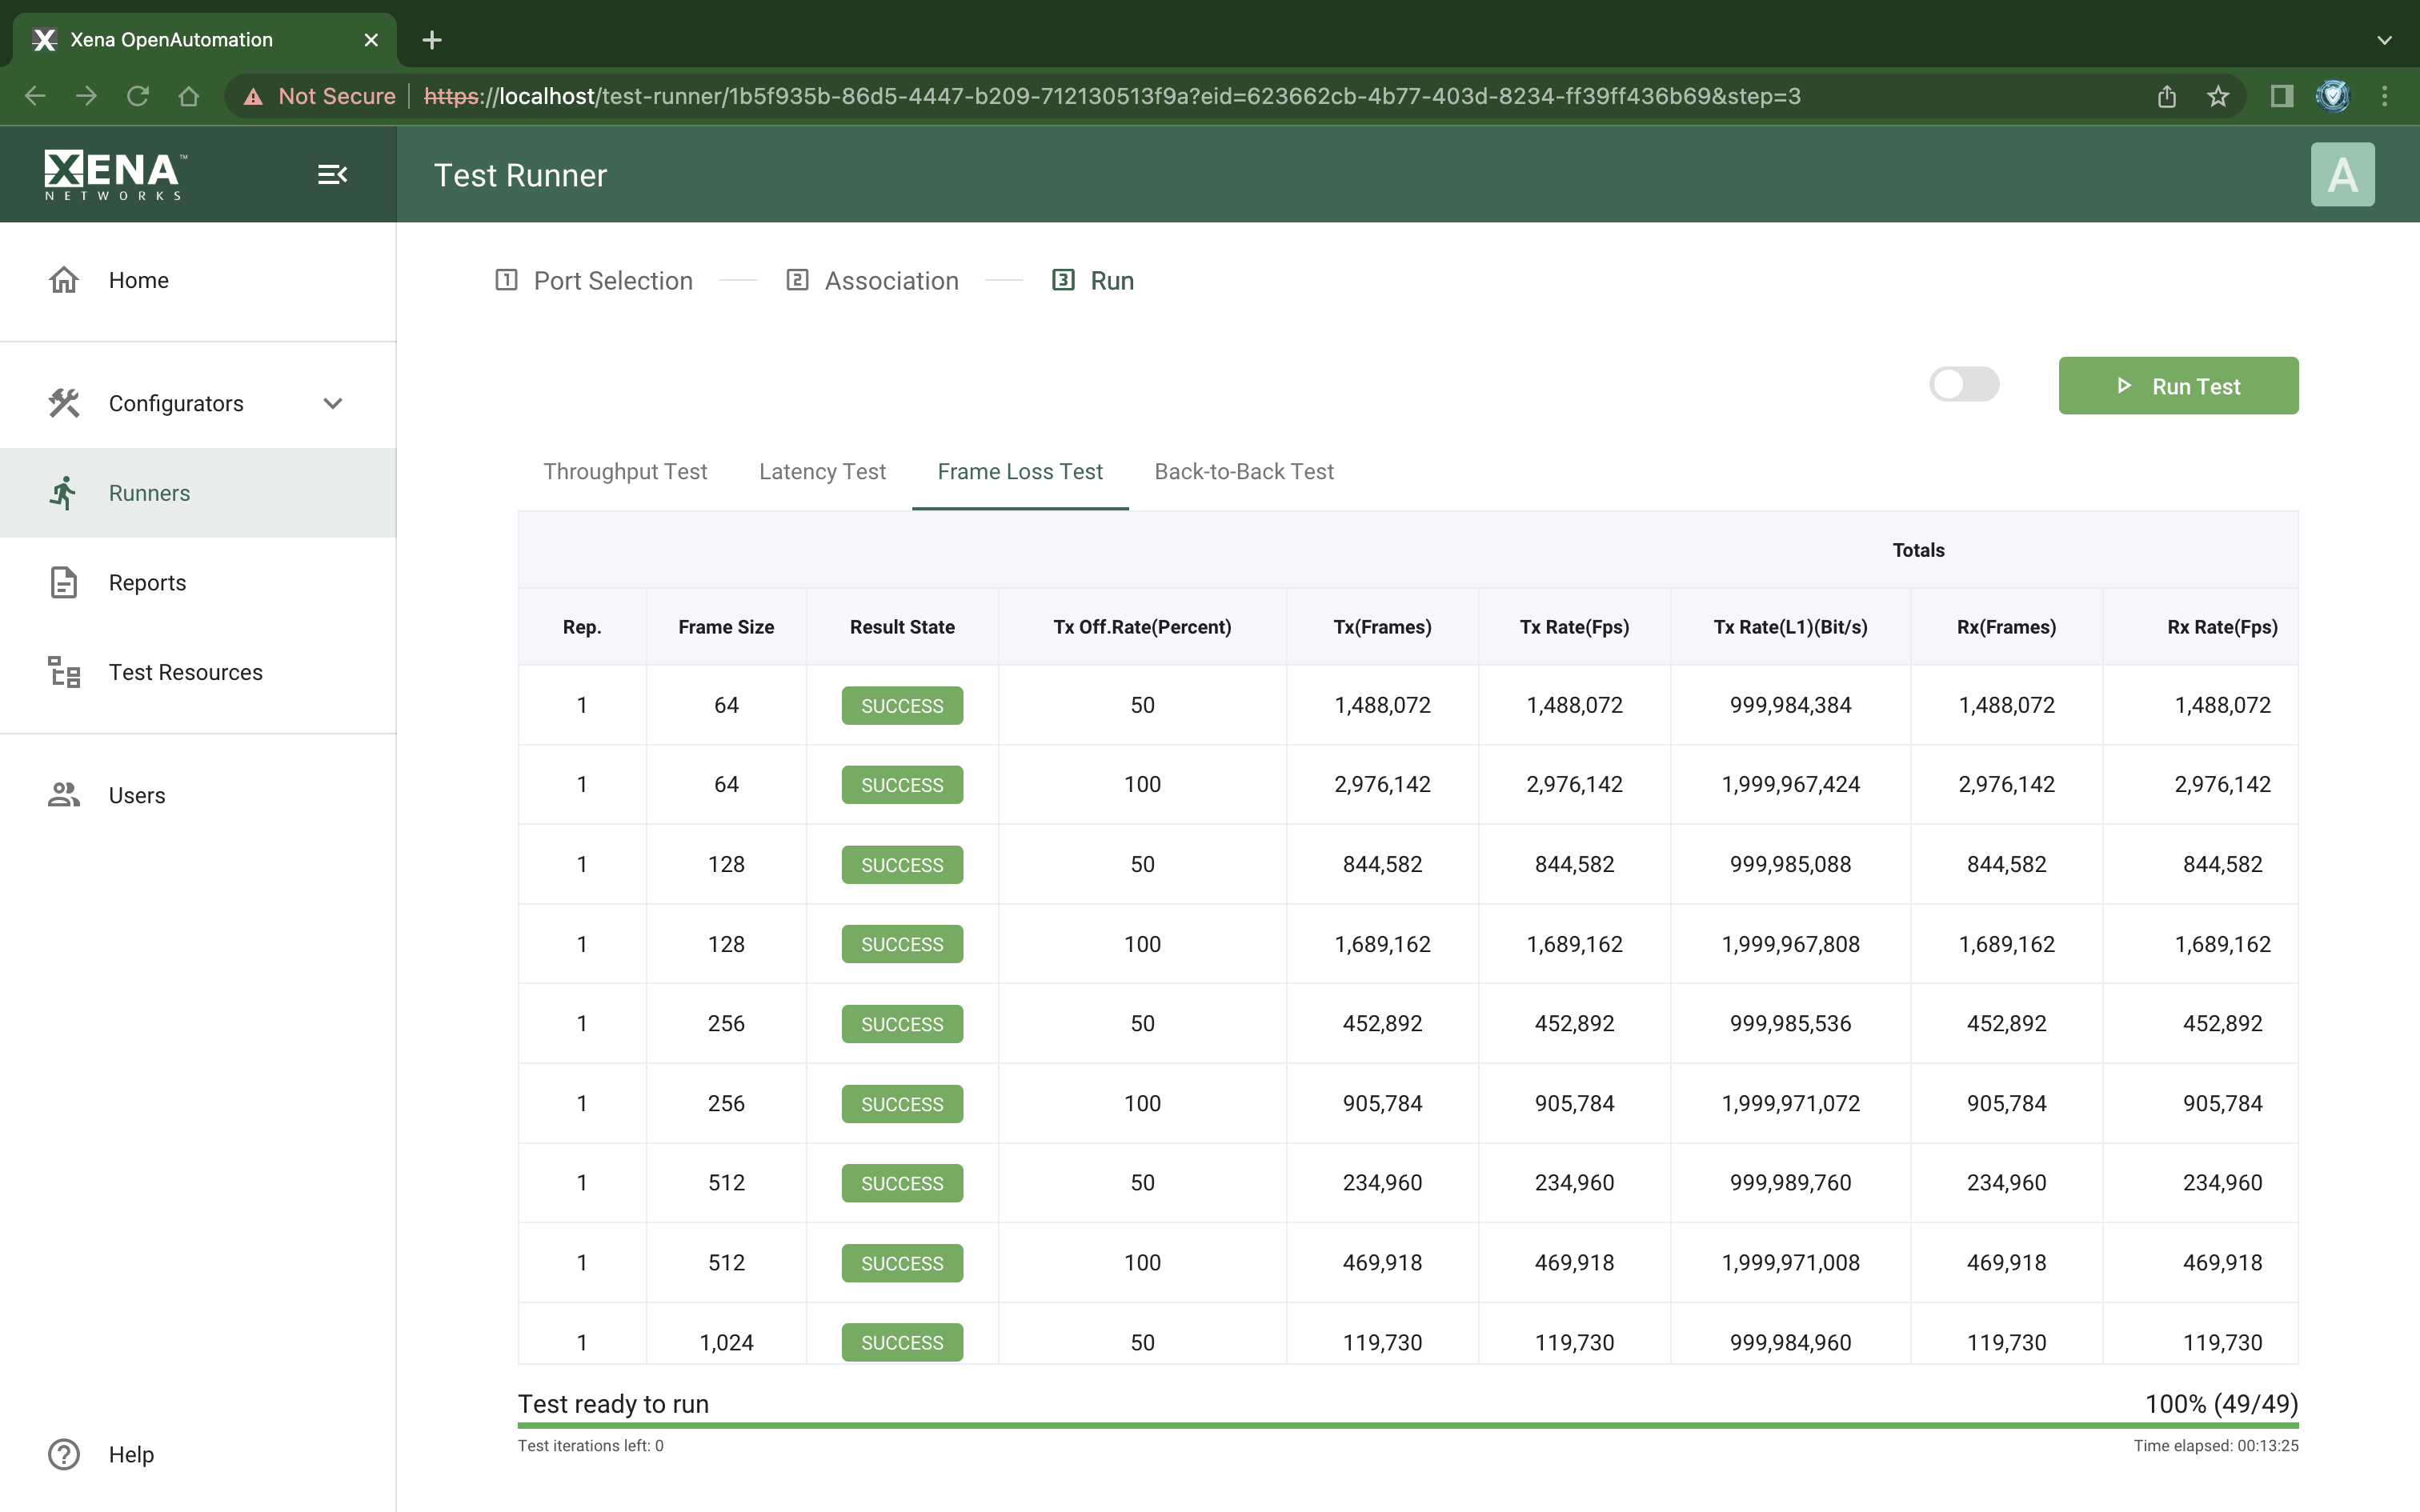 Xena OpenAutomation
Not Secure https://localhost/test-runner/1b5f935b-86d5-4447-b209-712130513f9a?eid=623662cb-4b77-403d-8234-ff39ff436b69&step=3
XENA™
NETWORKS
Test Runner
A
Home
Configurators
Runners
Reports
Test Resources
Users
Help
1 Port Selection 2 Association 3 Run
Run Test
Throughput Test Latency Test Frame Loss Test Back-to-Back Test
Totals
Rep. Frame Size Result State Tx Off.Rate(Percent) Tx(Frames) Tx Rate(Fps) Tx Rate(L1)(Bit/s) Rx(Frames) Rx Rate(Fps)
1 64 SUCCESS 50 1,488,072 1,488,072 999,984,384 1,488,072 1,488,072
1 64 SUCCESS 100 2,976,142 2,976,142 1,999,967,424 2,976,142 2,976,142
1 128 SUCCESS 50 844,582 844,582 999,985,088 844,582 844,582
1 128 SUCCESS 100 1,689,162 1,689,162 1,999,967,808 1,689,162 1,689,162
1 256 SUCCESS 50 452,892 452,892 999,985,536 452,892 452,892
1 256 SUCCESS 100 905,784 905,784 1,999,971,072 905,784 905,784
1 512 SUCCESS 50 234,960 234,960 999,989,760 234,960 234,960
1 512 SUCCESS 100 469,918 469,918 1,999,971,008 469,918 469,918
1 1,024 SUCCESS 50 119,730 119,730 999,984,960 119,730 119,730
Test ready to run 100% (49/49)
Test iterations left: 0 Time elapsed: 00:13:25